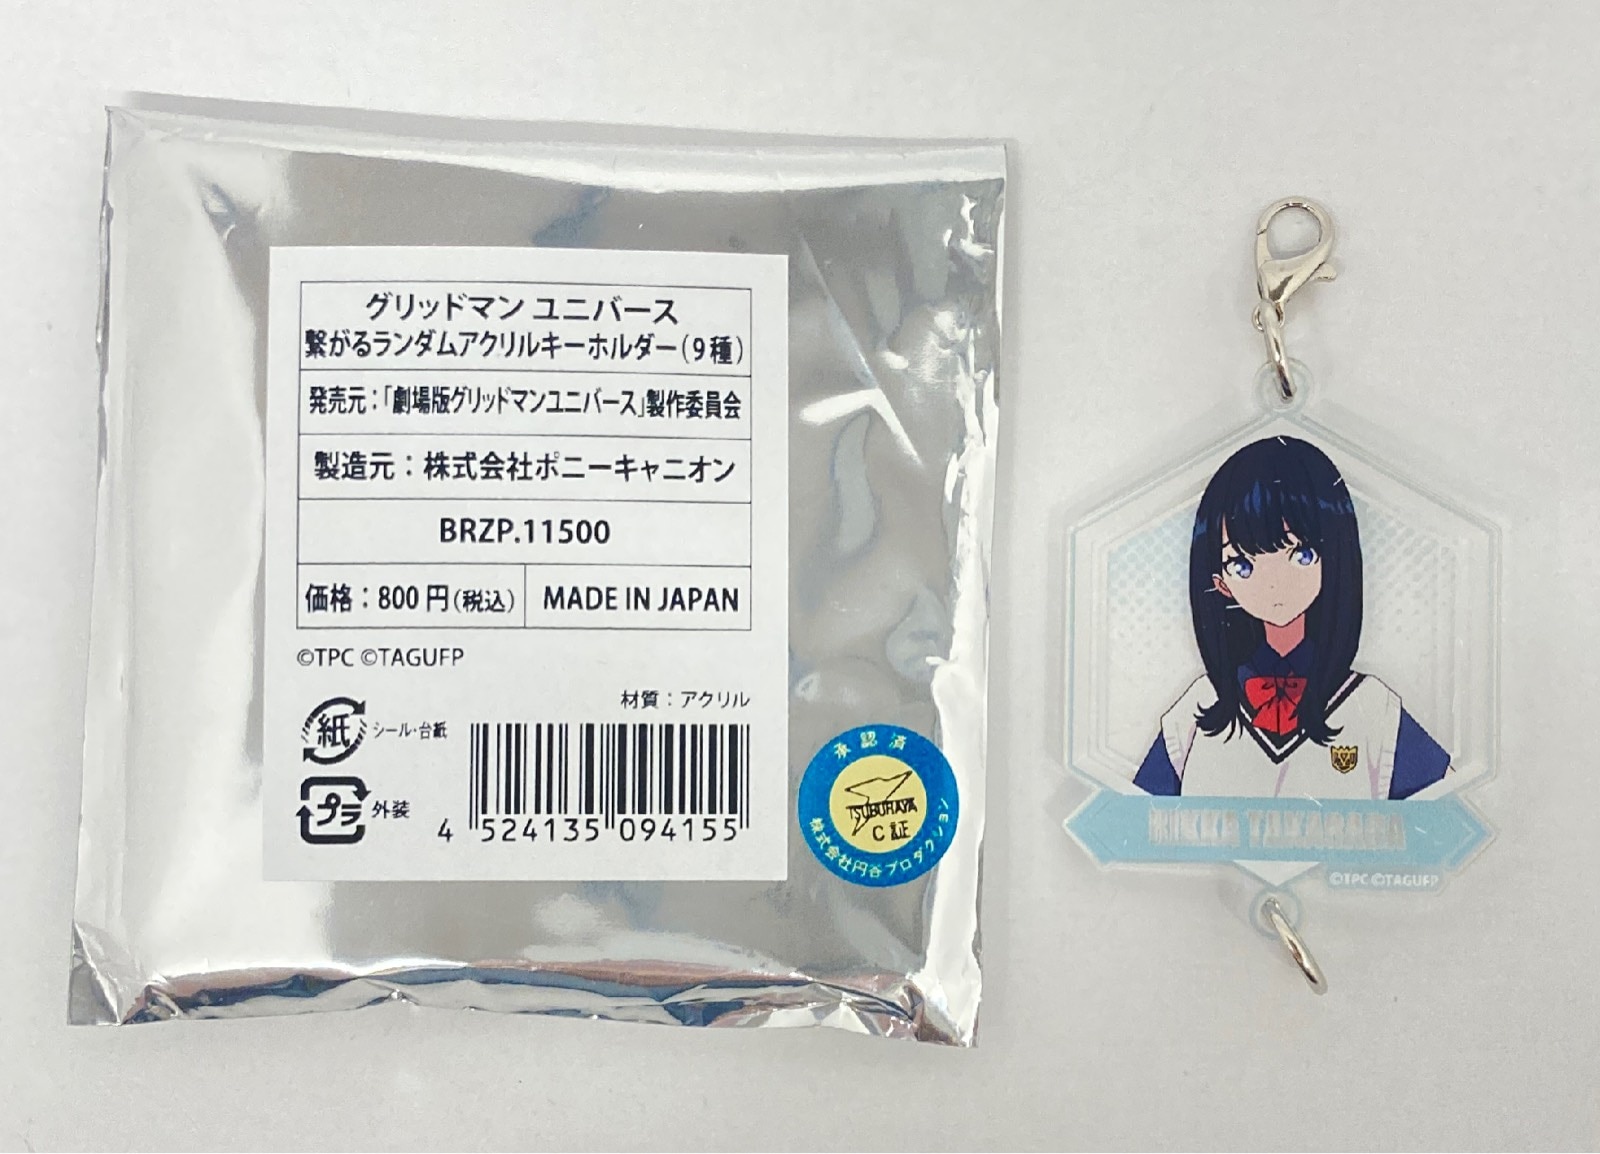 グリッドマン ユニバース
繋がるランダムアクリルキーホルダー(9種)
発売元:「劇場版グリッドマンユニバース」製作委員会
製造元:株式会社ポニーキャニオン
BRZP.11500
価格:800円(税込)
MADE IN JAPAN
©TPC ©TAGUFP
材質:アクリル
紙
シール・台紙
プラ
外装
4 524135 094155
承認済
TSUBURAYA
C 証
株式会社円谷プロダクション
RIKKA TAKARADA
©TPC ©TAGUFP